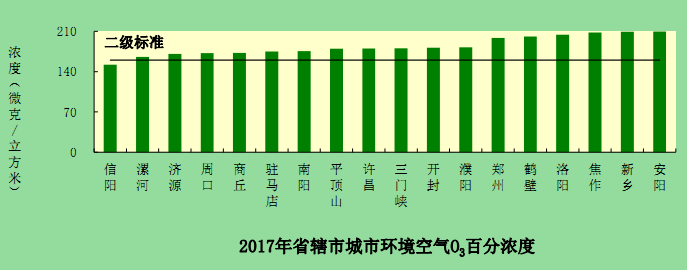 二级标准
浓度（微克/立方米）
210
140
70
0
信阳
漯河
济源
周口
商丘
驻马店
南阳
平顶山
许昌
三门峡
开封
濮阳
郑州
鹤壁
洛阳
焦作
新乡
安阳
2017年省辖市城市环境空气O₃百分浓度